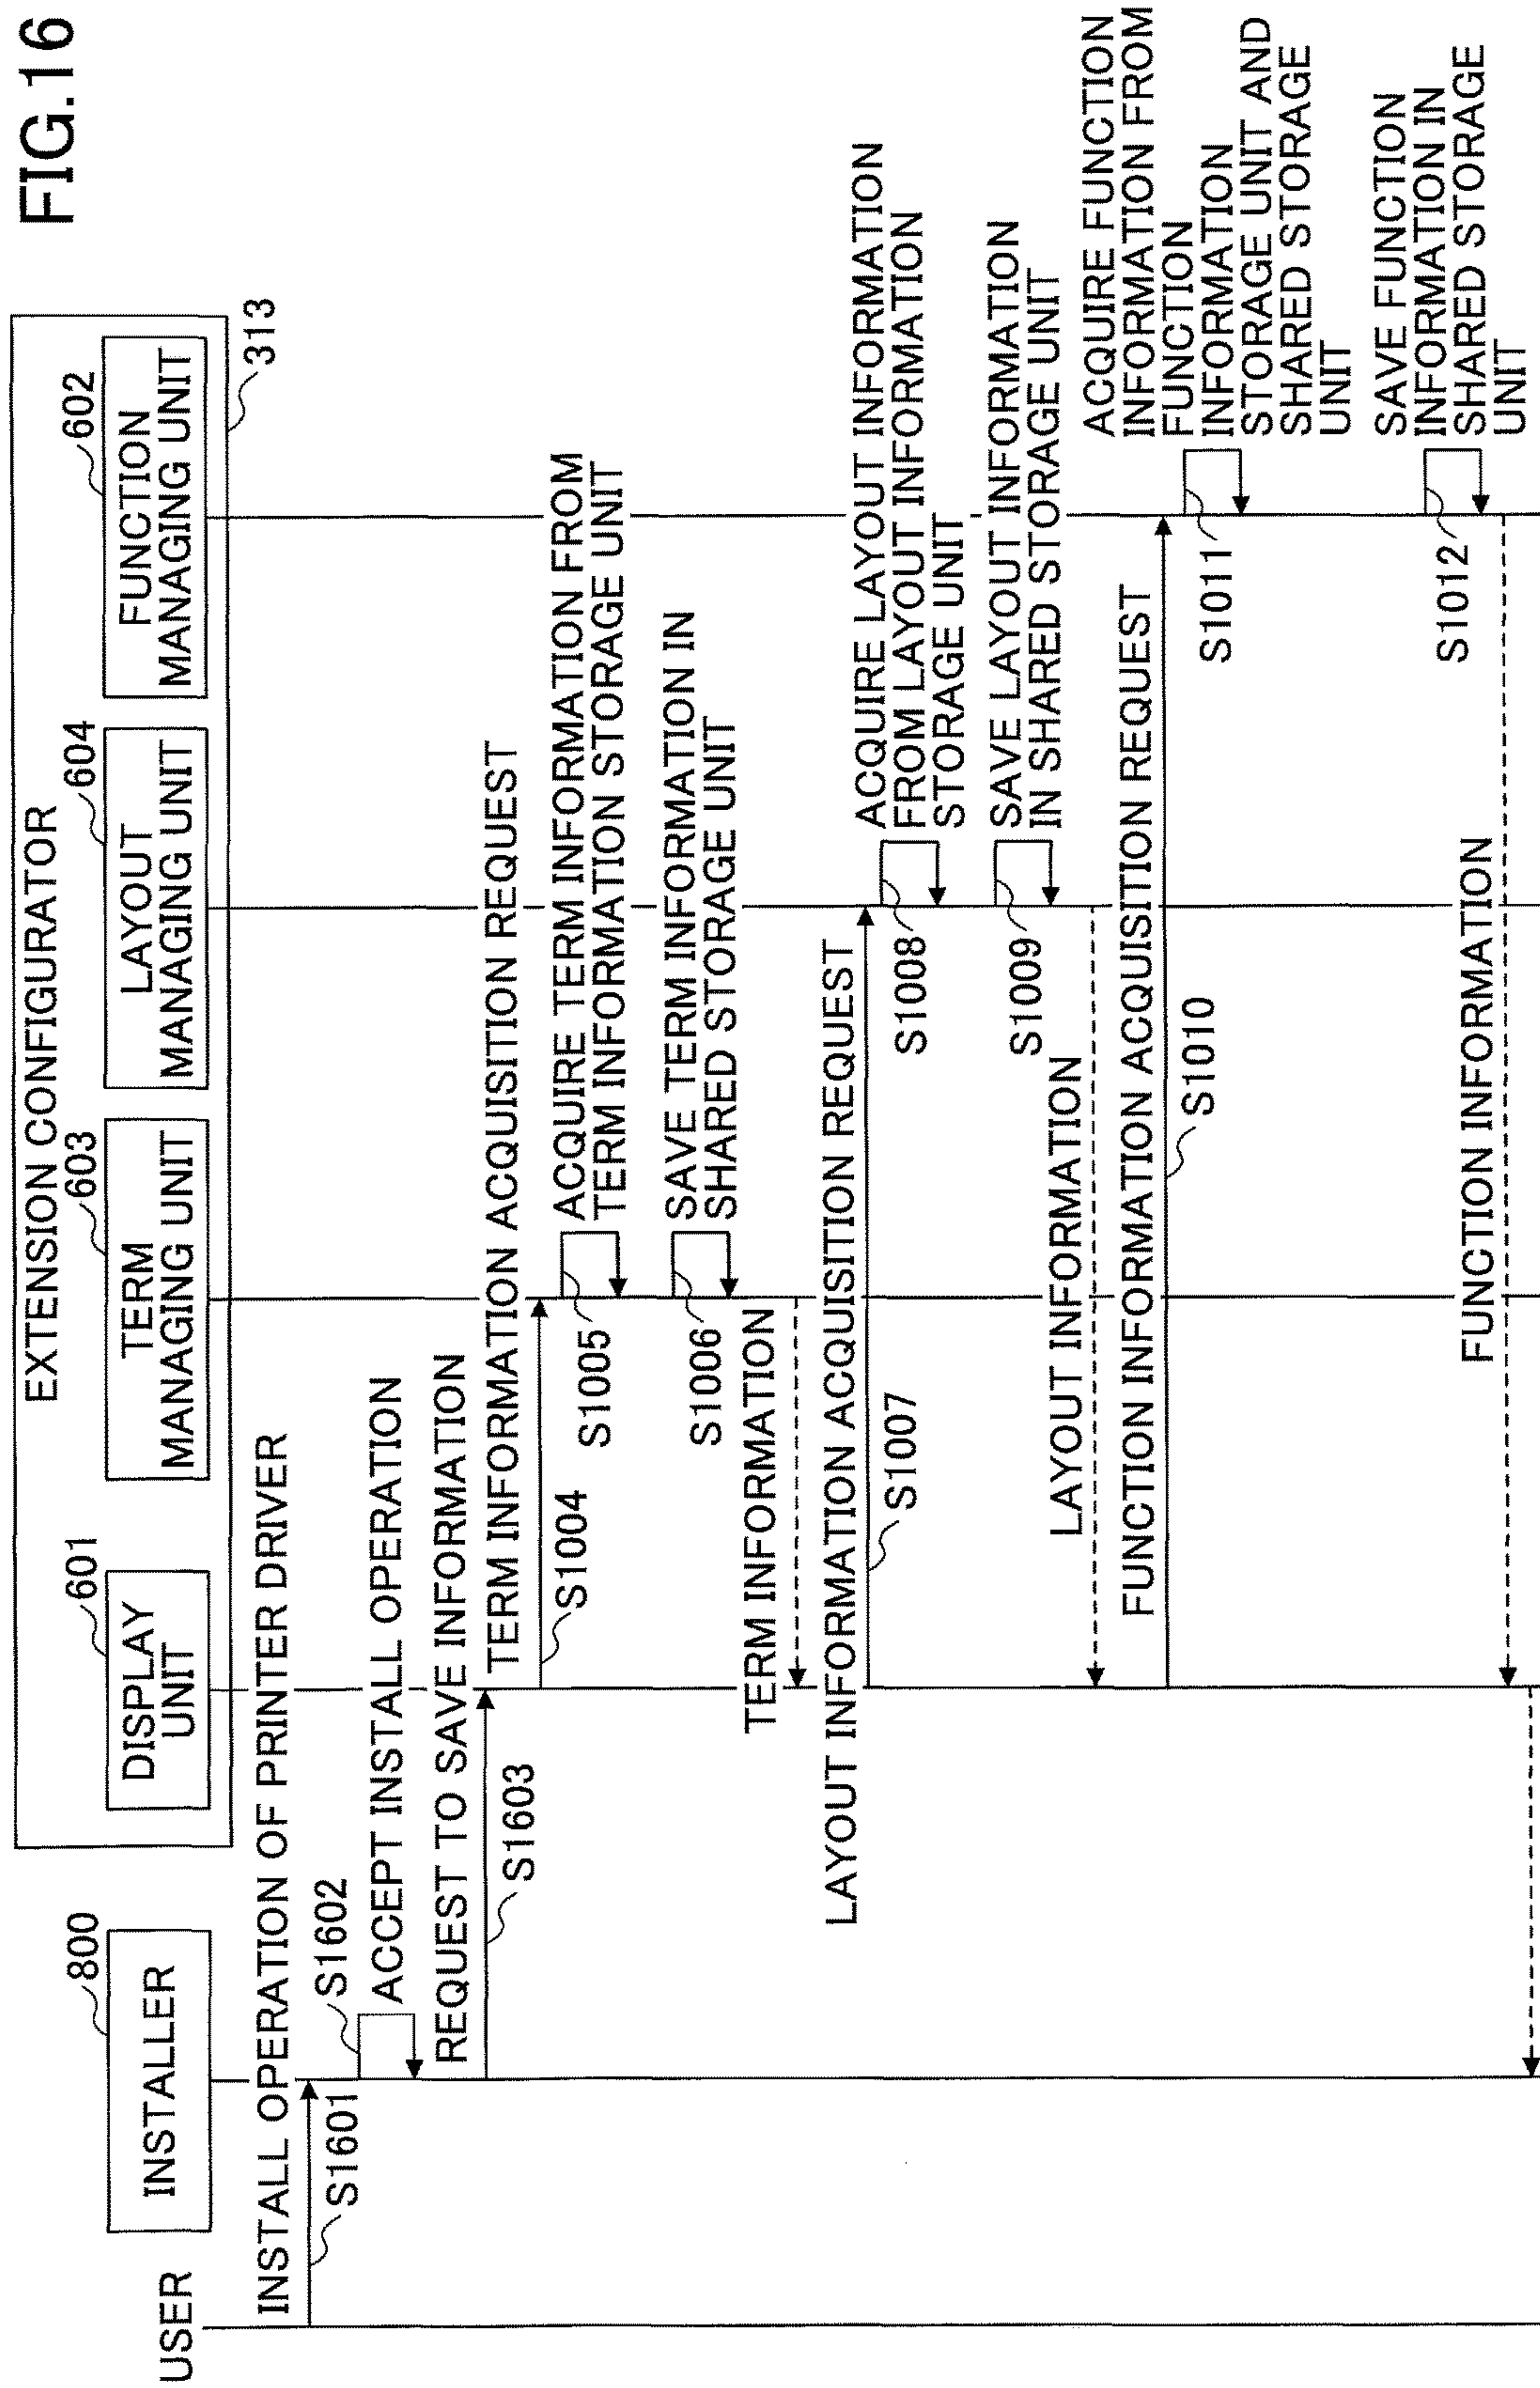 FIG.16
EXTENSION CONFIGURATOR
313
USER
800
INSTALLER
601
DISPLAY
UNIT
603
TERM
MANAGING UNIT
604
LAYOUT
MANAGING UNIT
602
FUNCTION
MANAGING UNIT
INSTALL OPERATION OF PRINTER DRIVER
S1601
S1602
ACCEPT INSTALL OPERATION
REQUEST TO SAVE INFORMATION
S1603
TERM INFORMATION ACQUISITION REQUEST
S1004
S1005
ACQUIRE TERM INFORMATION FROM
TERM INFORMATION STORAGE UNIT
S1006
SAVE TERM INFORMATION IN
SHARED STORAGE UNIT
TERM INFORMATION
LAYOUT INFORMATION ACQUISITION REQUEST
S1007
S1008
ACQUIRE LAYOUT INFORMATION
FROM LAYOUT INFORMATION
STORAGE UNIT
S1009
SAVE LAYOUT INFORMATION
IN SHARED STORAGE UNIT
LAYOUT INFORMATION
FUNCTION INFORMATION ACQUISITION REQUEST
S1010
S1011
ACQUIRE FUNCTION
INFORMATION FROM
FUNCTION
INFORMATION
STORAGE UNIT AND
SHARED STORAGE
UNIT
S1012
SAVE FUNCTION
INFORMATION IN
SHARED STORAGE
UNIT
FUNCTION INFORMATION